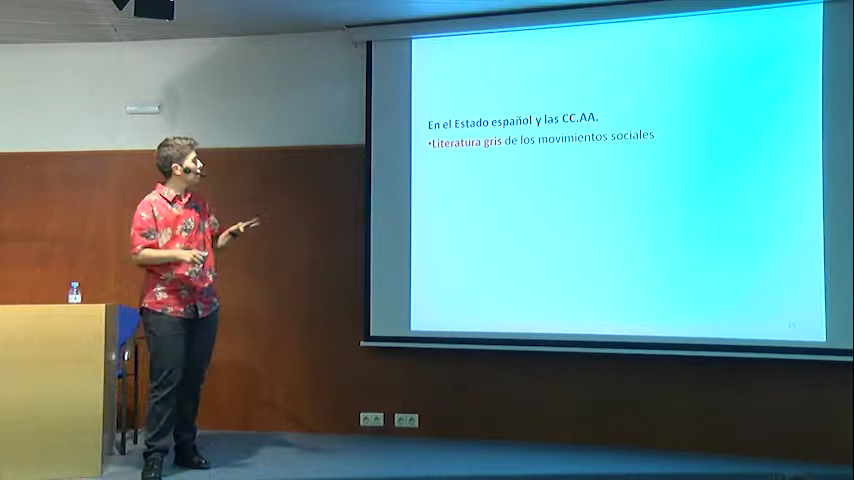 En el Estado español y las CC.AA.
•Literatura gris de los movimientos sociales